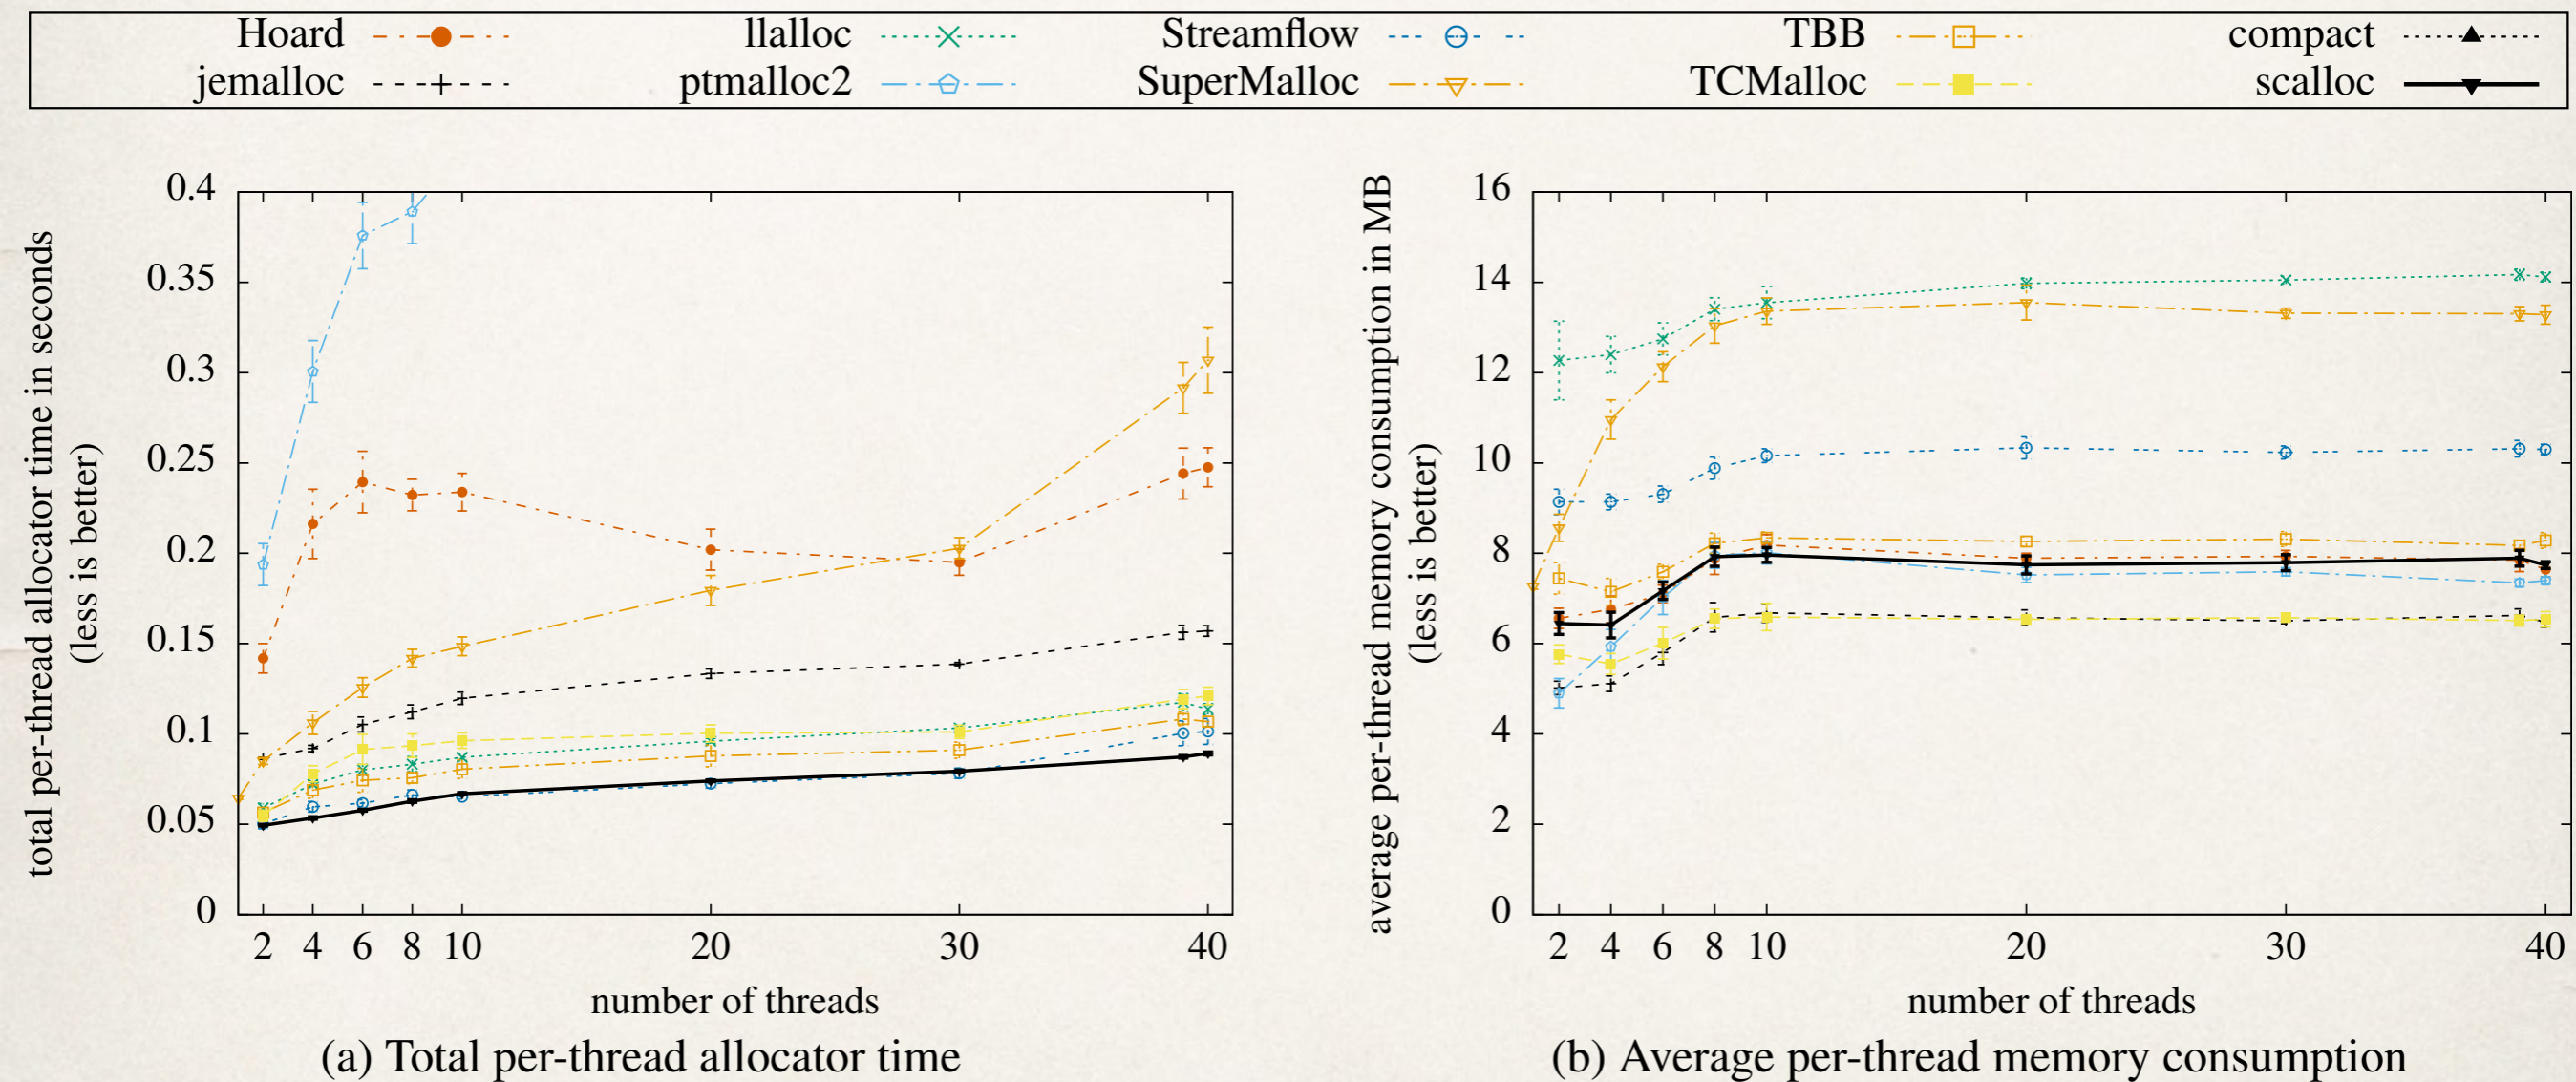 Hoard llalloc Streamflow TBB compact
jemalloc ptmalloc2 SuperMalloc TCMalloc scalloc
total per-thread allocator time in seconds
(less is better)
0.4
0.35
0.3
0.25
0.2
0.15
0.1
0.05
0
2 4 6 8 10 20 30 40
number of threads
(a) Total per-thread allocator time
average per-thread memory consumption in MB
(less is better)
16
14
12
10
8
6
4
2
0
2 4 6 8 10 20 30 40
number of threads
(b) Average per-thread memory consumption